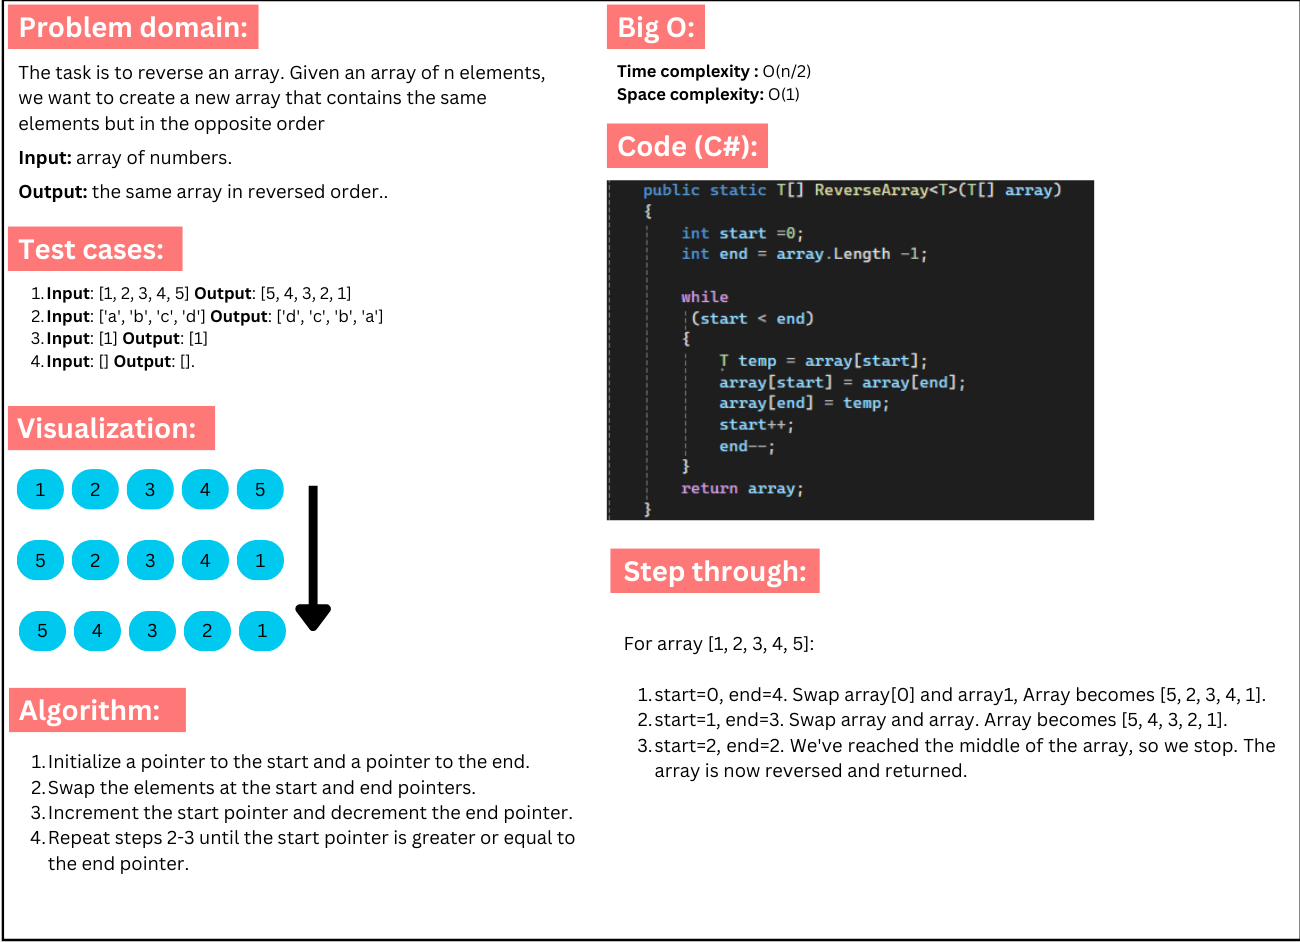 Problem domain:
The task is to reverse an array. Given an array of n elements,
we want to create a new array that contains the same
elements but in the opposite order
Input: array of numbers.
Output: the same array in reversed order..
Test cases:
1. Input: [1, 2, 3, 4, 5] Output: [5, 4, 3, 2, 1]
2. Input: ['a', 'b', 'c', 'd'] Output: ['d', 'c', 'b', 'a']
3. Input: [1] Output: [1]
4. Input: [] Output: [].
Visualization:
1 2 3 4 5
5 2 3 4 1
5 4 3 2 1
Algorithm:
1. Initialize a pointer to the start and a pointer to the end.
2. Swap the elements at the start and end pointers.
3. Increment the start pointer and decrement the end pointer.
4. Repeat steps 2-3 until the start pointer is greater or equal to
the end pointer.
Big O:
Time complexity : O(n/2)
Space complexity: O(1)
Code (C#):
public static T[] ReverseArray<T>(T[] array)
{
int start =0;
int end = array.Length -1;
while
(start < end)
{
T temp = array[start];
array[start] = array[end];
array[end] = temp;
start++;
end--;
}
return array;
}
Step through:
For array [1, 2, 3, 4, 5]:
1. start=0, end=4. Swap array[0] and array1, Array becomes [5, 2, 3, 4, 1].
2. start=1, end=3. Swap array and array. Array becomes [5, 4, 3, 2, 1].
3. start=2, end=2. We've reached the middle of the array, so we stop. The
array is now reversed and returned.